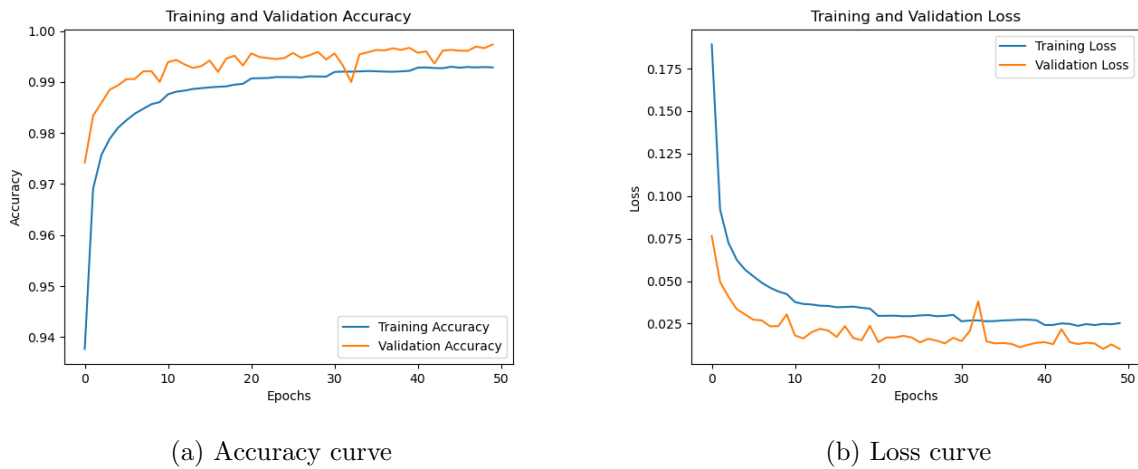 Training and Validation Accuracy
1.00
0.99
0.98
0.97
0.96
0.95
0.94
Accuracy
Training Accuracy
Validation Accuracy
0 10 20 30 40 50
Epochs
(a) Accuracy curve
Training and Validation Loss
Training Loss
Validation Loss
0.175
0.150
0.125
0.100
0.075
0.050
0.025
Loss
0 10 20 30 40 50
Epochs
(b) Loss curve